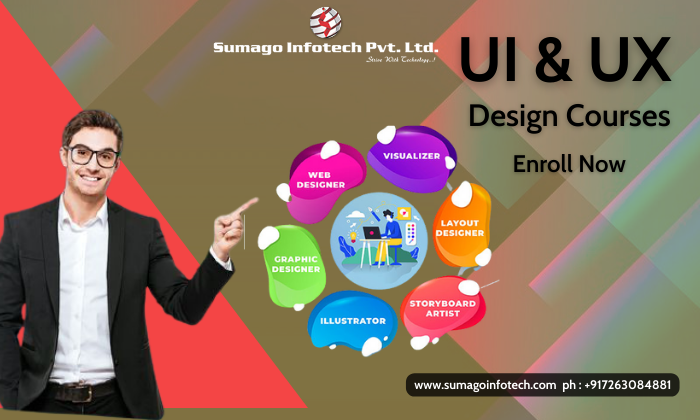 Sumago Infotech Pvt. Ltd.
Strive With Technology..!
UI & UX
Design Courses
Enroll Now
VISUALIZER
WEB
DESIGNER
LAYOUT
DESIGNER
GRAPHIC
DESIGNER
STORYBOARD
ARTIST
ILLUSTRATOR
www.sumagoinfotech.com ph : +917263084881